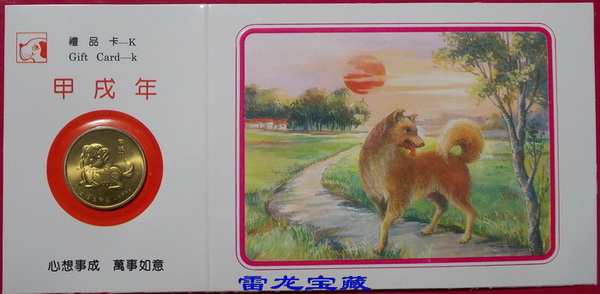 禮品卡—K
Gift Card—k
甲戌年
心想事成 萬事如意
雷龙宝藏